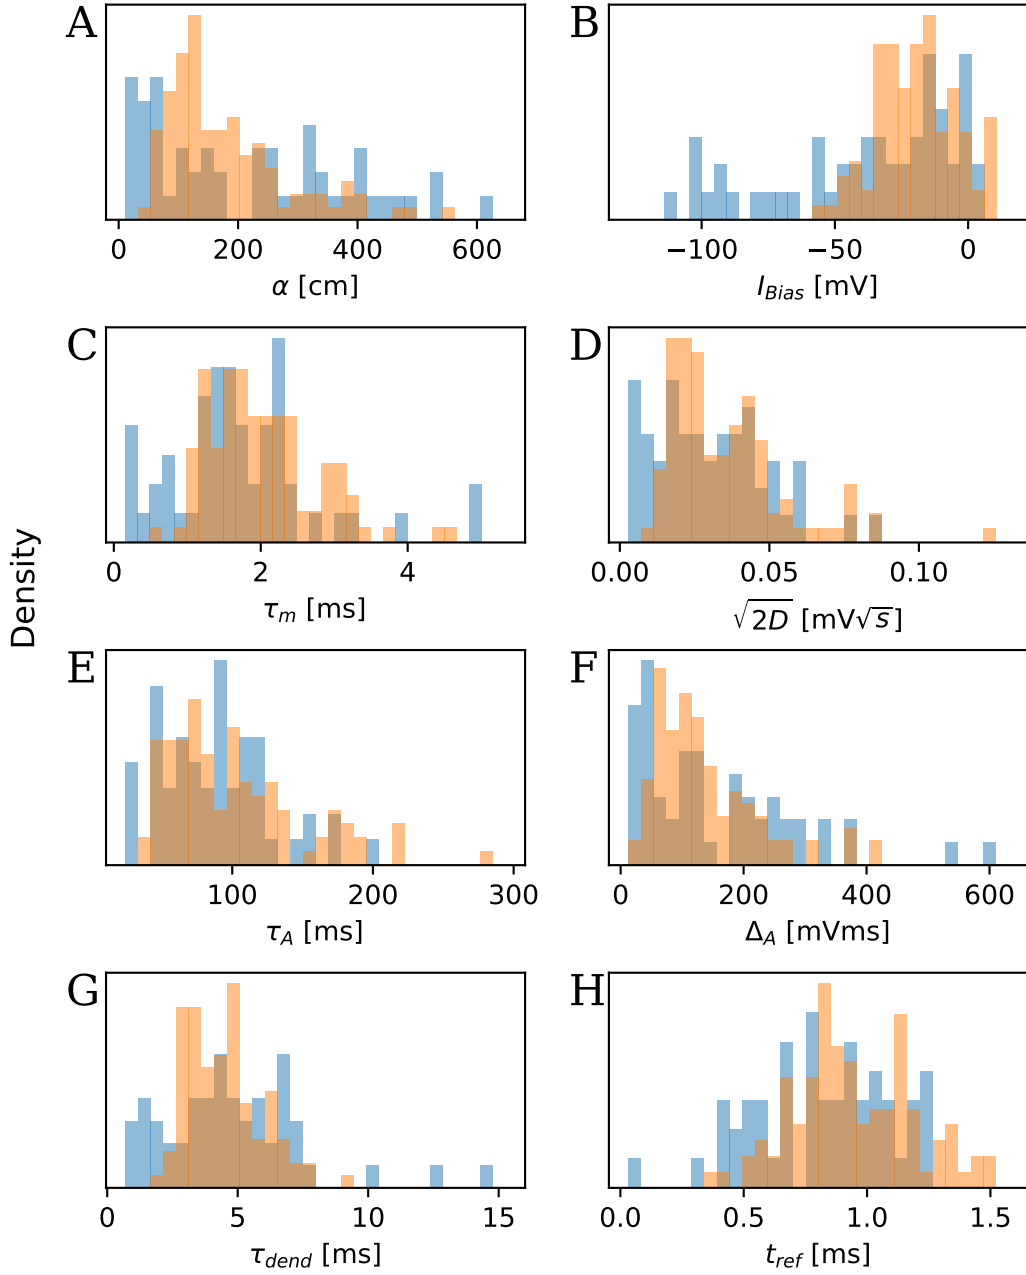 A
B
0 200 400 600
−100 −50 0
α [cm]
I_Bias [mV]
C
D
0 2 4
0.00 0.05 0.10
τ_m [ms]
√2D [mV√s]
Density
E
F
100 200 300
0 200 400 600
τ_A [ms]
Δ_A [mVms]
G
H
0 5 10 15
0.0 0.5 1.0 1.5
τ_dend [ms]
t_ref [ms]